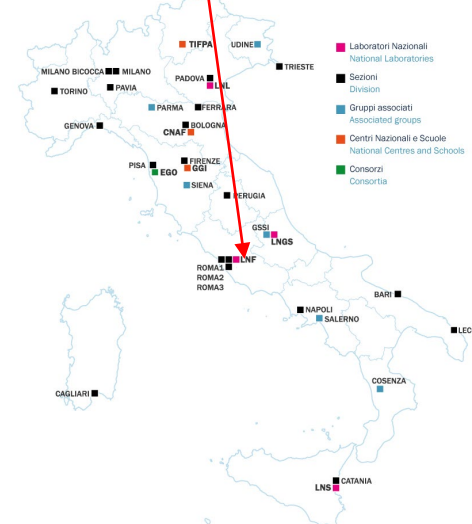 TIFPA
UDINE
TRIESTE
MILANO BICOCCA
MILANO
PADOVA
LNL
TORINO
PAVIA
PARMA
FERRARA
GENOVA
BOLOGNA
CNAF
PISA
EGO
FIRENZE
GGI
SIENA
PERUGIA
GSSI
LNGS
LNF
ROMA1
ROMA2
ROMA3
BARI
NAPOLI
SALERNO
LEC
COSENZA
CAGLIARI
CATANIA
LNS
Laboratori Nazionali
National Laboratories
Sezioni
Division
Gruppi associati
Associated groups
Centri Nazionali e Scuole
National Centres and Schools
Consorzi
Consortia